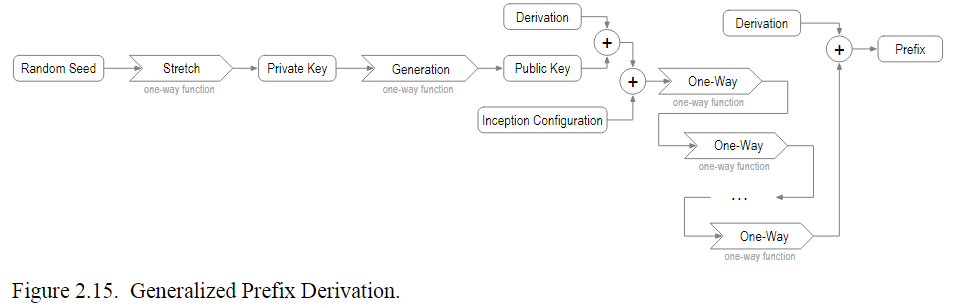 Derivation
Derivation
+
+
Prefix
Random Seed
Stretch
Private Key
Generation
Public Key
one-way function
one-way function
+
One-Way
one-way function
Inception Configuration
One-Way
one-way function
...
One-Way
one-way function
Figure 2.15. Generalized Prefix Derivation.